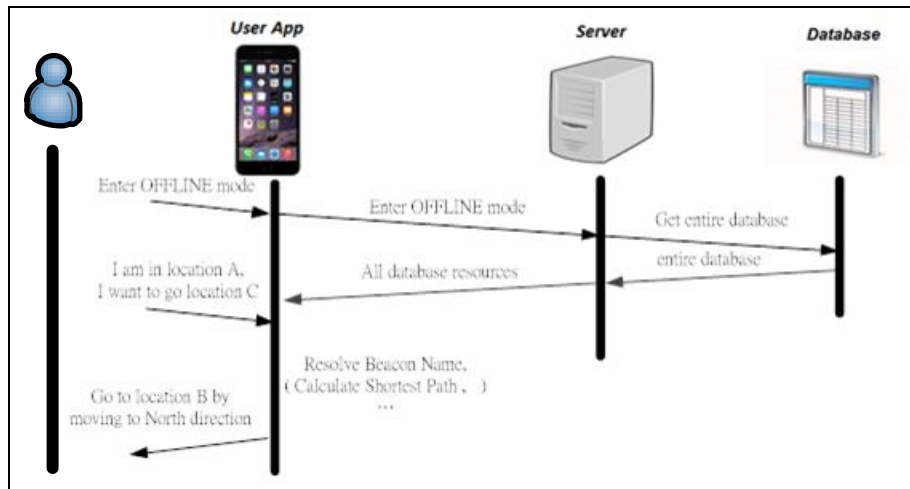 User App
Server
Database
Enter OFFLINE mode
Enter OFFLINE mode
Get entire database
entire database
All database resources
I am in location A,
I want to go location C
Resolve Beacon Name,
( Calculate Shortest Path , )
...
Go to location B by
moving to North direction